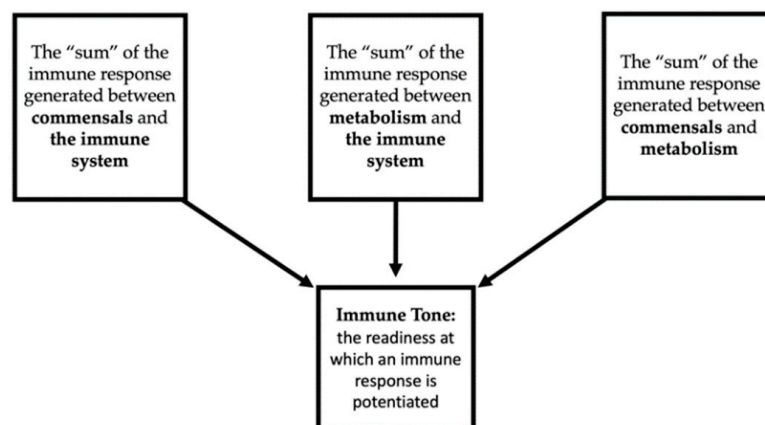 The “sum” of the
immune response
generated between
commensals and
the immune
system
The “sum” of the
immune response
generated between
metabolism and
the immune
system
The “sum” of the
immune response
generated between
commensals and
metabolism
Immune Tone:
the readiness at
which an immune
response is
potentiated